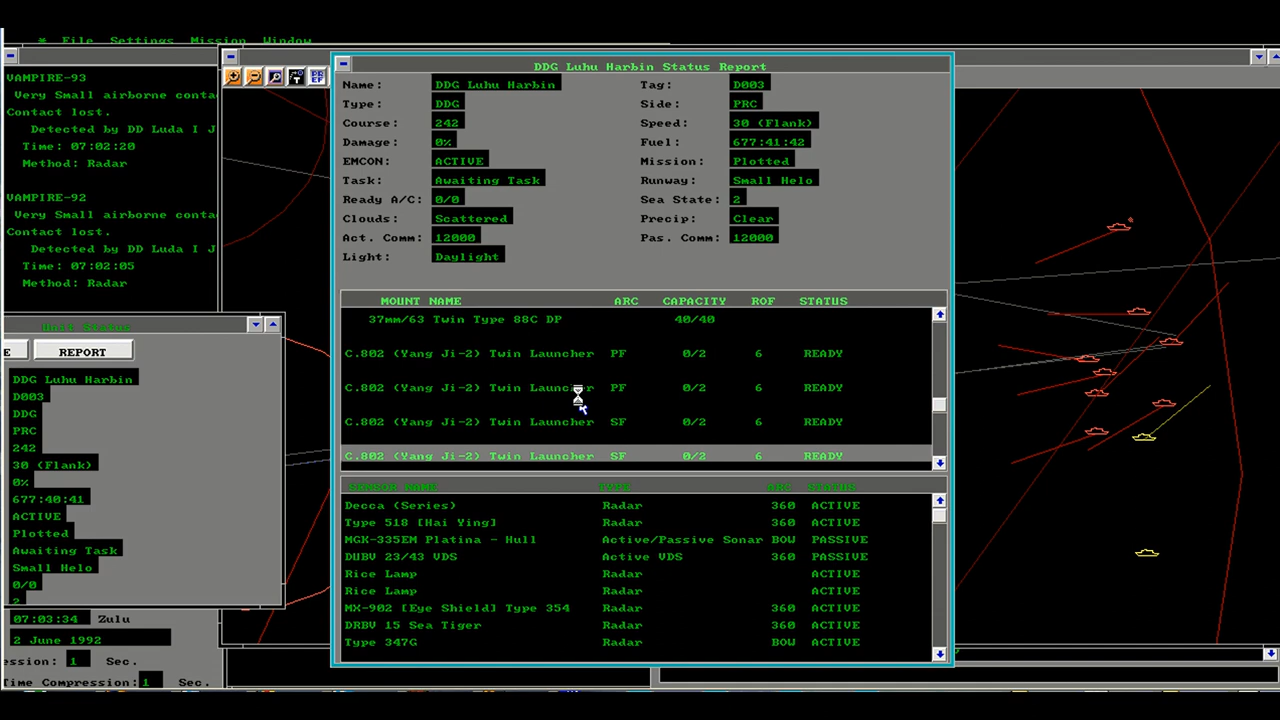 * File Settings Mission Window
VAMPIRE-93
Very Small airborne conta
Contact lost.
Detected by DD Luda I J
Time: 07:02:20
Method: Radar
VAMPIRE-92
Very Small airborne conta
Contact lost.
Detected by DD Luda I J
Time: 07:02:05
Method: Radar
Unit Status
E REPORT
DDG Luhu Harbin
D003
DDG
PRC
242
30 (Flank)
0%
677:40:41
ACTIVE
Plotted
Awaiting Task
Small Helo
0/0
2
07:03:34 Zulu
2 June 1992
ession: 1 Sec.
Time Compression: 1 Sec.
DDG Luhu Harbin Status Report
Name: DDG Luhu Harbin Tag: D003
Type: DDG Side: PRC
Course: 242 Speed: 30 (Flank)
Damage: 0% Fuel: 677:41:42
EMCON: ACTIVE Mission: Plotted
Task: Awaiting Task Runway: Small Helo
Ready A/C: 0/0 Sea State: 2
Clouds: Scattered Precip: Clear
Act. Comm: 12000 Pas. Comm: 12000
Light: Daylight
MOUNT NAME ARC CAPACITY ROF STATUS
37mm/63 Twin Type 88C DP 40/40
C.802 (Yang Ji-2) Twin Launcher PF 0/2 6 READY
C.802 (Yang Ji-2) Twin Launcher PF 0/2 6 READY
C.802 (Yang Ji-2) Twin Launcher SF 0/2 6 READY
C.802 (Yang Ji-2) Twin Launcher SF 0/2 6 READY
SENSOR NAME TYPE ARC STATUS
Decca (Series) Radar 360 ACTIVE
Type 518 [Hai Ying] Radar 360 ACTIVE
MGK-335EM Platina - Hull Active/Passive Sonar BOW PASSIVE
DUBV 23/43 VDS Active VDS 360 PASSIVE
Rice Lamp Radar ACTIVE
Rice Lamp Radar ACTIVE
MX-902 [Eye Shield] Type 354 Radar 360 ACTIVE
DRBV 15 Sea Tiger Radar 360 ACTIVE
Type 347G Radar BOW ACTIVE